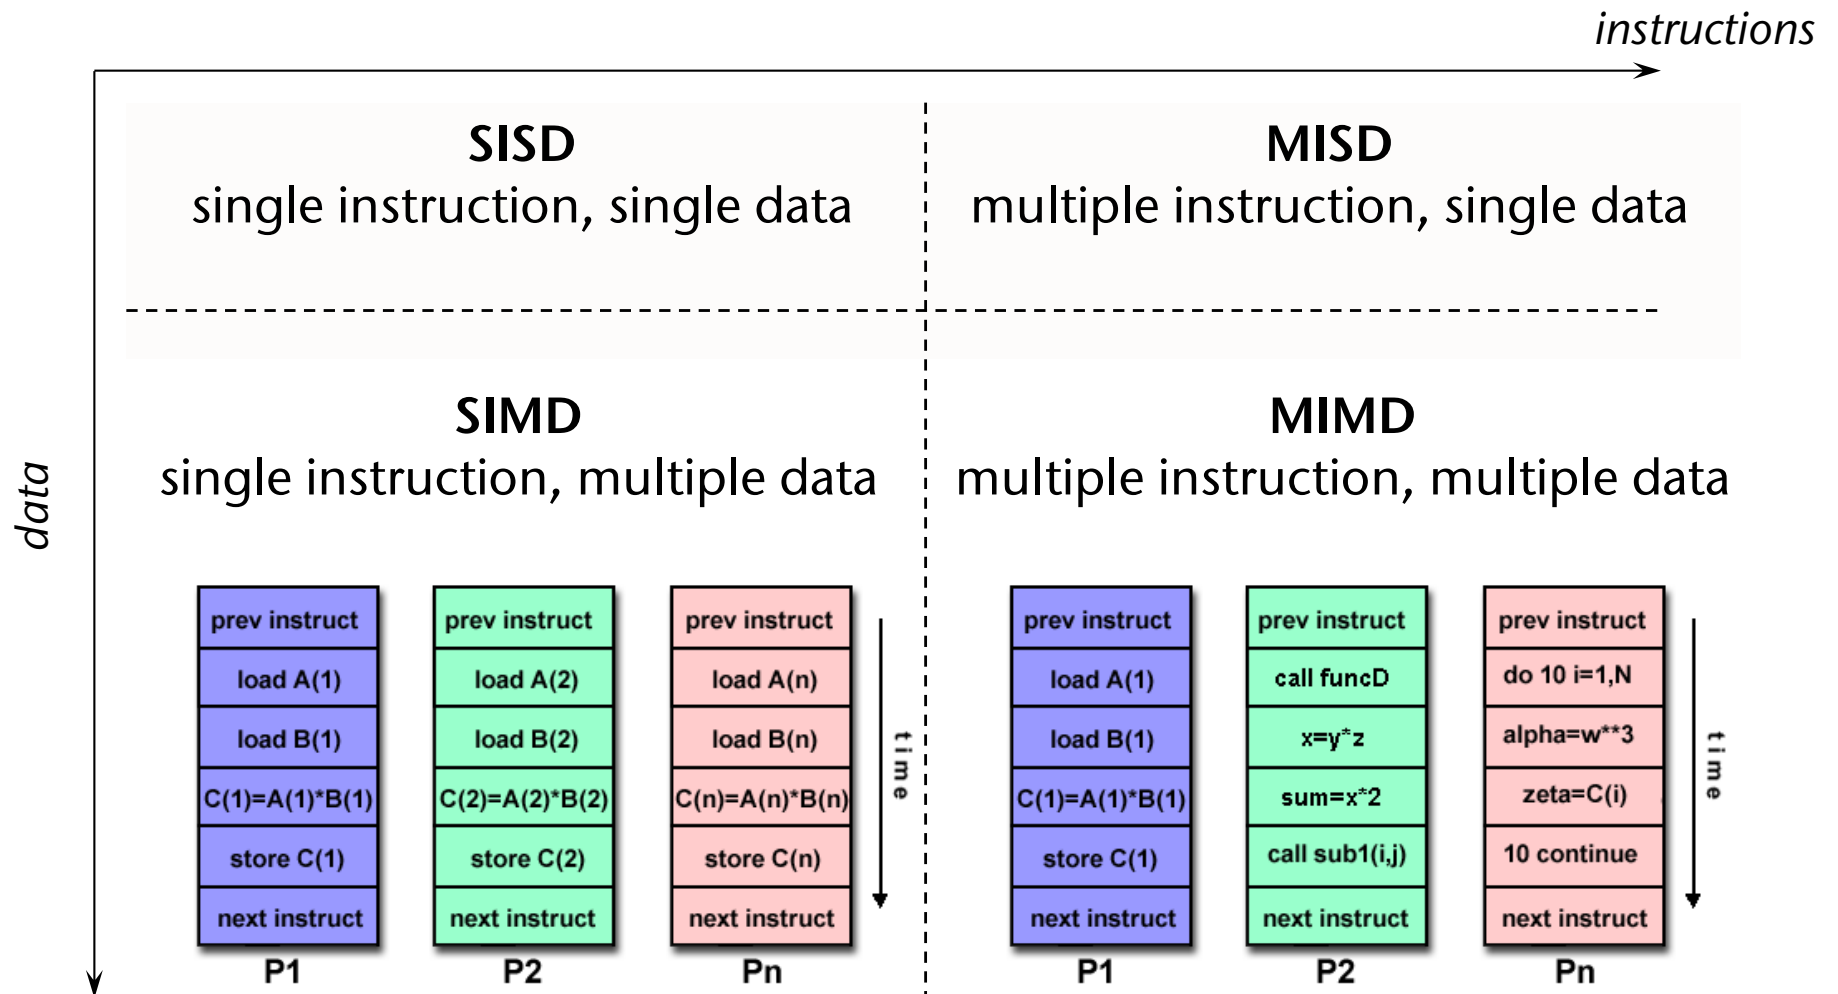 instructions
SISD
single instruction, single data
MISD
multiple instruction, single data
data
SIMD
single instruction, multiple data
prev instruct
load A(1)
load B(1)
C(1)=A(1)*B(1)
store C(1)
next instruct
P1
prev instruct
load A(2)
load B(2)
C(2)=A(2)*B(2)
store C(2)
next instruct
P2
prev instruct
load A(n)
load B(n)
C(n)=A(n)*B(n)
store C(n)
next instruct
Pn
time
MIMD
multiple instruction, multiple data
prev instruct
load A(1)
load B(1)
C(1)=A(1)*B(1)
store C(1)
next instruct
P1
prev instruct
call funcD
x=y*z
sum=x*2
call sub1(i,j)
next instruct
P2
prev instruct
do 10 i=1,N
alpha=w**3
zeta=C(i)
10 continue
next instruct
Pn
time